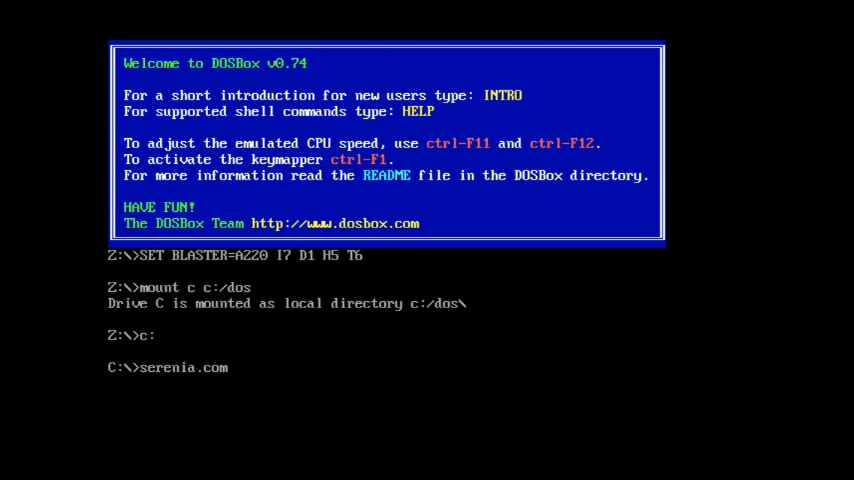 Welcome to DOSBox v0.74
For a short introduction for new users type: INTRO
For supported shell commands type: HELP
To adjust the emulated CPU speed, use ctrl-F11 and ctrl-F12.
To activate the keymapper ctrl-F1.
For more information read the README file in the DOSBox directory.
HAVE FUN!
The DOSBox Team http://www.dosbox.com
Z:\>SET BLASTER=A220 I7 D1 H5 T6
Z:\>mount c c:/dos
Drive C is mounted as local directory c:/dos\
Z:\>c:
C:\>serenia.com